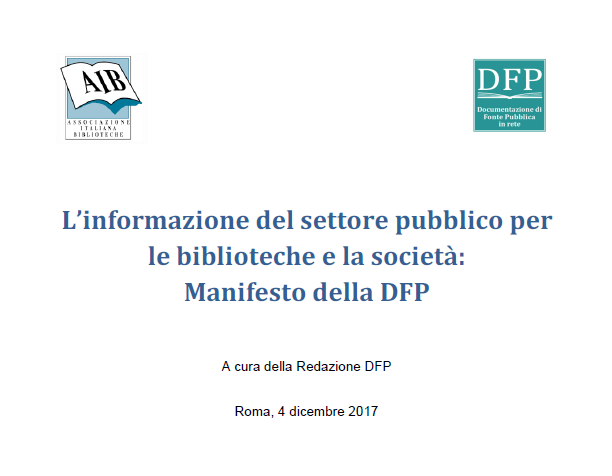 AIB
ASSOCIAZIONE
ITALIANA
BIBLIOTECHE
DFP
Documentazione di
Fonte Pubblica
in rete
L’informazione del settore pubblico per
le biblioteche e la società:
Manifesto della DFP
A cura della Redazione DFP
Roma, 4 dicembre 2017